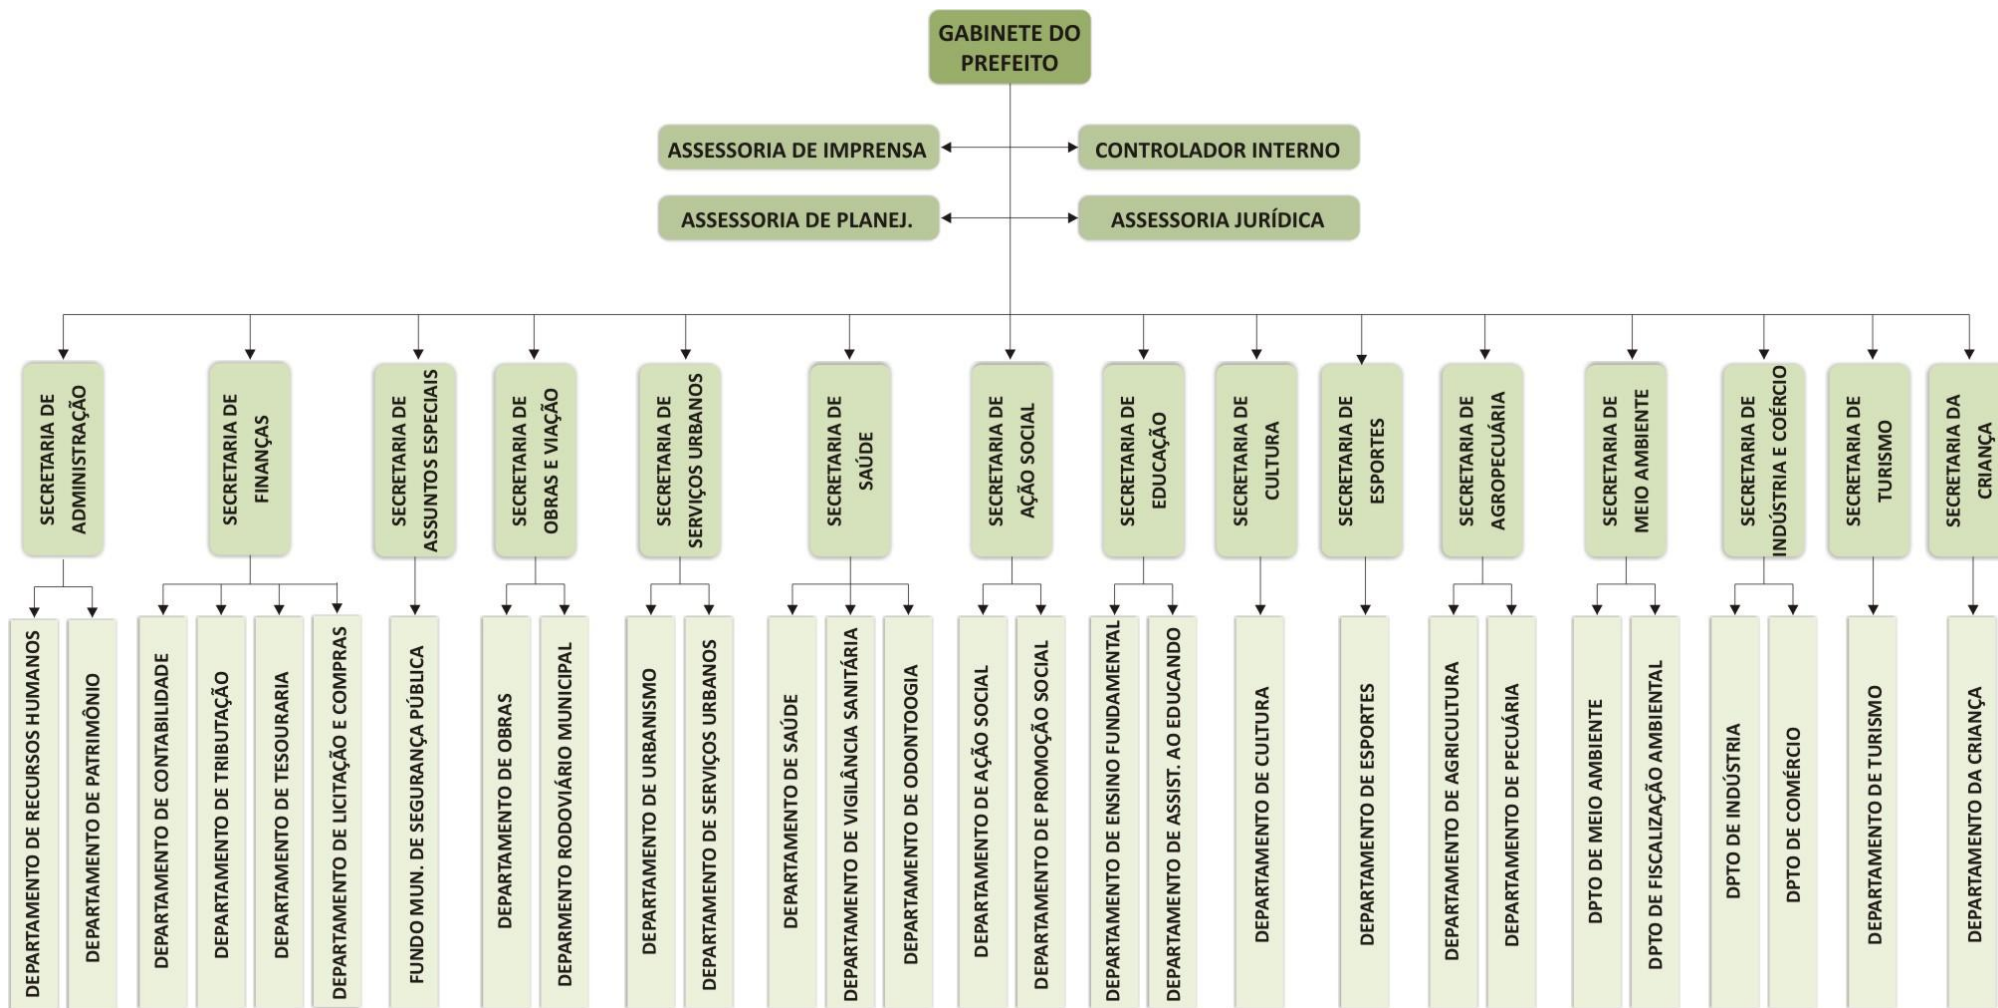 GABINETE DO
PREFEITO
ASSESSORIA DE IMPRENSA
CONTROLADOR INTERNO
ASSESSORIA DE PLANEJ.
ASSESSORIA JURÍDICA
SECRETARIA DE
ADMINISTRAÇÃO
SECRETARIA DE
FINANÇAS
SECRETARIA DE
ASSUNTOS ESPECIAIS
SECRETARIA DE
OBRAS E VIAÇÃO
SECRETARIA DE
SERVIÇOS URBANOS
SECRETARIA DE
SAÚDE
SECRETARIA DE
AÇÃO SOCIAL
SECRETARIA DE
EDUCAÇÃO
SECRETARIA DE
CULTURA
SECRETARIA DE
ESPORTES
SECRETARIA DE
AGROPECUÁRIA
SECRETARIA DE
MEIO AMBIENTE
SECRETARIA DE
INDÚSTRIA E COÉRCIO
SECRETARIA DE
TURISMO
SECRETARIA DA
CRIANÇA
DEPARTAMENTO DE RECURSOS HUMANOS
DEPARTAMENTO DE PATRIMÔNIO
DEPARTAMENTO DE CONTABILIDADE
DEPARTAMENTO DE TRIBUTAÇÃO
DEPARTAMENTO DE TESOURARIA
DEPARTAMENTO DE LICITAÇÃO E COMPRAS
FUNDO MUN. DE SEGURANÇA PÚBLICA
DEPARTAMENTO DE OBRAS
DEPARMENTO RODOVIÁRIO MUNICIPAL
DEPARTAMENTO DE URBANISMO
DEPARTAMENTO DE SERVIÇOS URBANOS
DEPARTAMENTO DE SAÚDE
DEPARTAMENTO DE VIGILÂNCIA SANITÁRIA
DEPARTAMENTO DE ODONTOOGIA
DEPARTAMENTO DE AÇÃO SOCIAL
DEPARTAMENTO DE PROMOÇÃO SOCIAL
DEPARTAMENTO DE ENSINO FUNDAMENTAL
DEPARTAMENTO DE ASSIST. AO EDUCANDO
DEPARTAMENTO DE CULTURA
DEPARTAMENTO DE ESPORTES
DEPARTAMENTO DE AGRICULTURA
DEPARTAMENTO DE PECUÁRIA
DPTO DE MEIO AMBIENTE
DPTO DE FISCALIZAÇÃO AMBIENTAL
DPTO DE INDÚSTRIA
DPTO DE COMÉRCIO
DEPARTAMENTO DE TURISMO
DEPARTAMENTO DA CRIANÇA